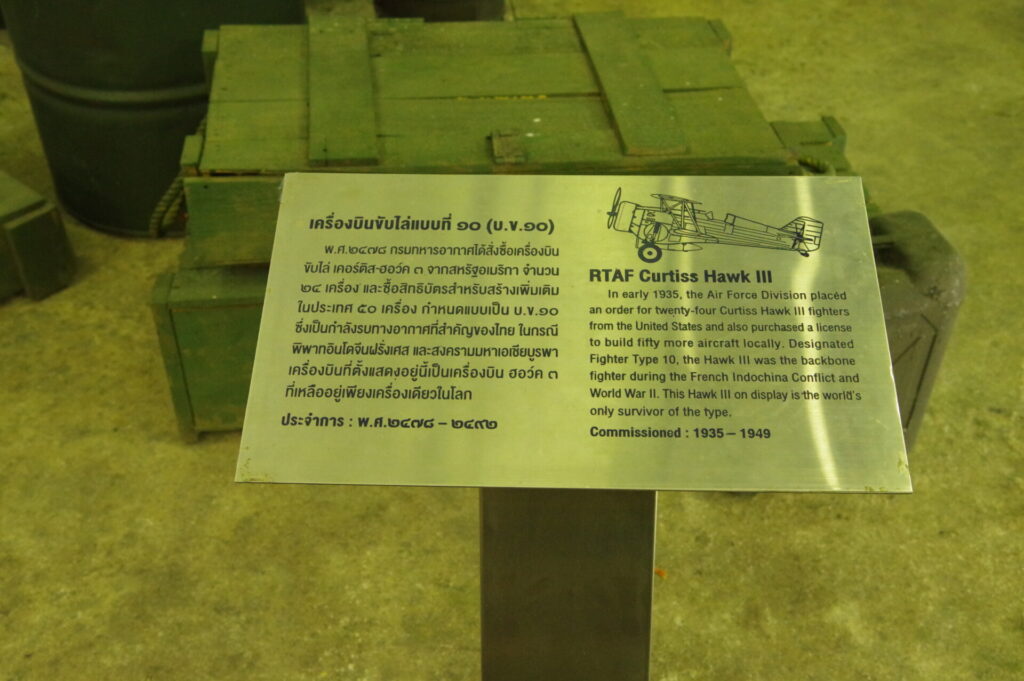 เครื่องบินขับไล่แบบที่ ๑๐ (บ.ข.๑๐)
พ.ศ.๒๔๗๘ กรมทหารอากาศได้สั่งซื้อเครื่องบิน
ขับไล่ เคอร์ติส-ฮอว์ค ๓ จากสหรัฐอเมริกา จำนวน
๒๔ เครื่อง และซื้อสิทธิบัตรสำหรับสร้างเพิ่มเติม
ในประเทศ ๕๐ เครื่อง กำหนดแบบเป็น บ.ข.๑๐
ซึ่งเป็นกำลังรบทางอากาศที่สำคัญของไทย ในกรณี
พิพาทอินโดจีนฝรั่งเศส และสงครามมหาเอเชียบูรพา
เครื่องบินที่ตั้งแสดงอยู่นี้เป็นเครื่องบิน ฮอว์ค ๓
ที่เหลืออยู่เพียงเครื่องเดียวในโลก
ประจำการ : พ.ศ.๒๔๗๘ – ๒๔๙๒
RTAF Curtiss Hawk III
In early 1935, the Air Force Division placed
an order for twenty-four Curtiss Hawk III fighters
from the United States and also purchased a license
to build fifty more aircraft locally. Designated
Fighter Type 10, the Hawk III was the backbone
fighter during the French Indochina Conflict and
World War II. This Hawk III on display is the world's
only survivor of the type.
Commissioned : 1935 – 1949